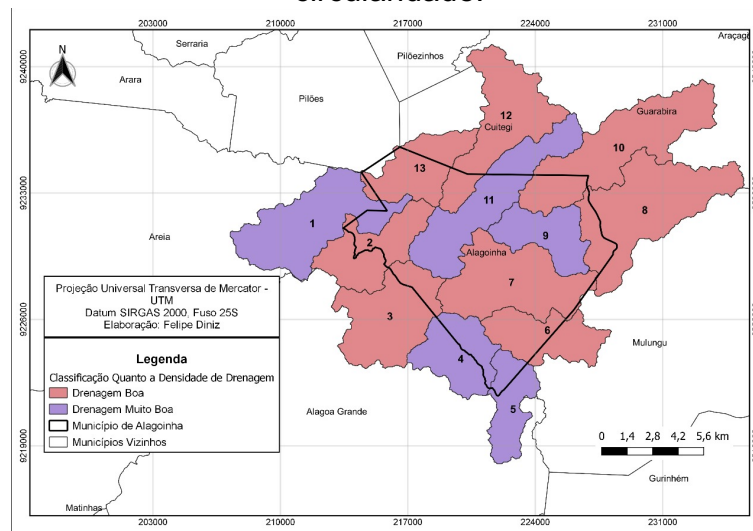 203000 210000 217000 224000 231000
Araçag
Serraria
Pilõezinhos
N
9240000
Arara
Pilões
12
Cuitegi
Guarabira
10
13
9233000
1
11
8
Areia
2
9
Alagoinha
7
Projeção Universal Transversa de Mercator -
UTM
Datum SIRGAS 2000, Fuso 25S
Elaboração: Felipe Diniz
9226000
3
6
Mulungu
4
Legenda
Classificação Quanto a Densidade de Drenagem
Drenagem Boa
Drenagem Muito Boa
Município de Alagoinha
Municípios Vizinhos
5
Alagoa Grande
0 1,4 2,8 4,2 5,6 km
9219000
Gurinhém
Matinhas
203000 210000 217000 224000 231000